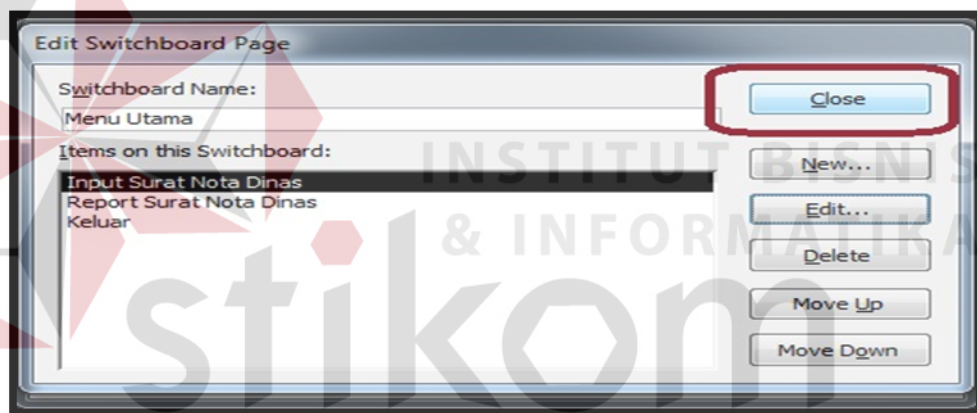 Edit Switchboard Page
Switchboard Name:
Close
Menu Utama
Items on this Switchboard:
New...
Input Surat Nota Dinas
Report Surat Nota Dinas
Edit...
Keluar
Delete
Move Up
Move Down
INSTITUT BISNIS
& INFORMATIKA
stikom